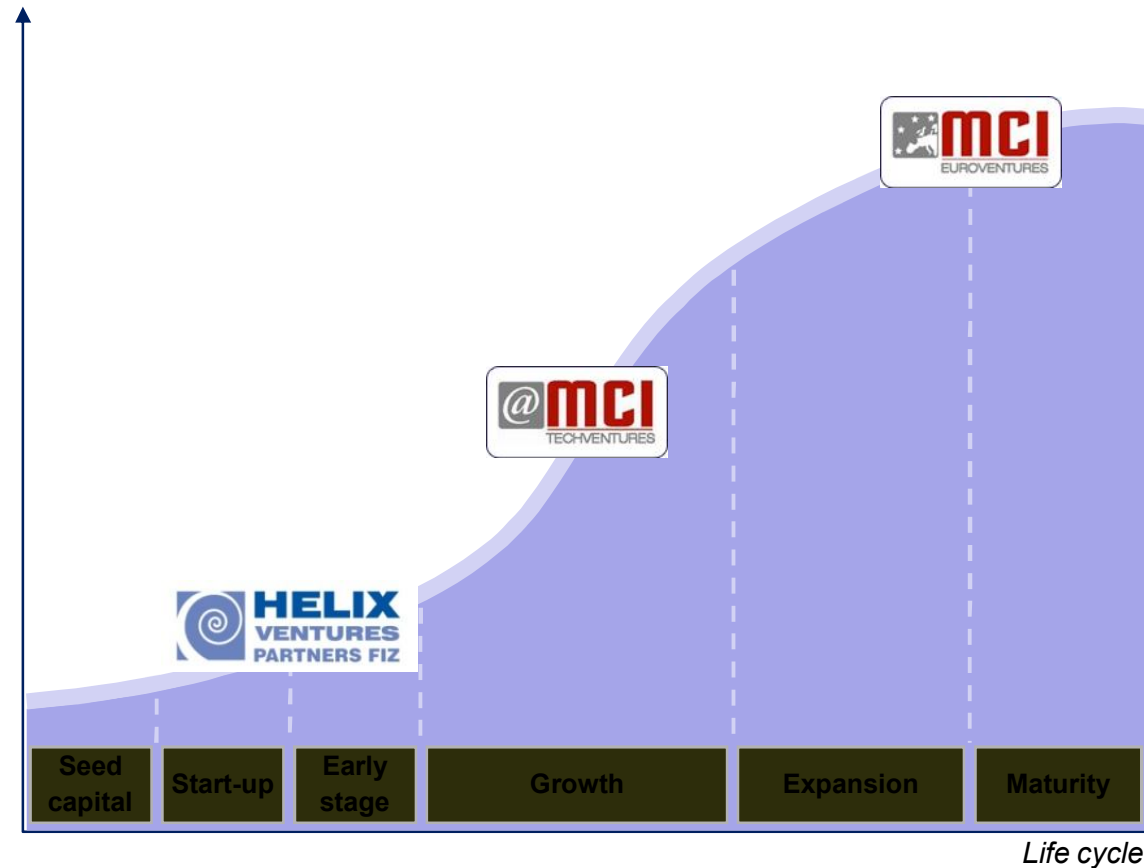 MCI
EUROVENTURES
@MCI
TECHVENTURES
HELIX
VENTURES
PARTNERS FIZ
Seed
capital
Start-up
Early
stage
Growth
Expansion
Maturity
Life cycle